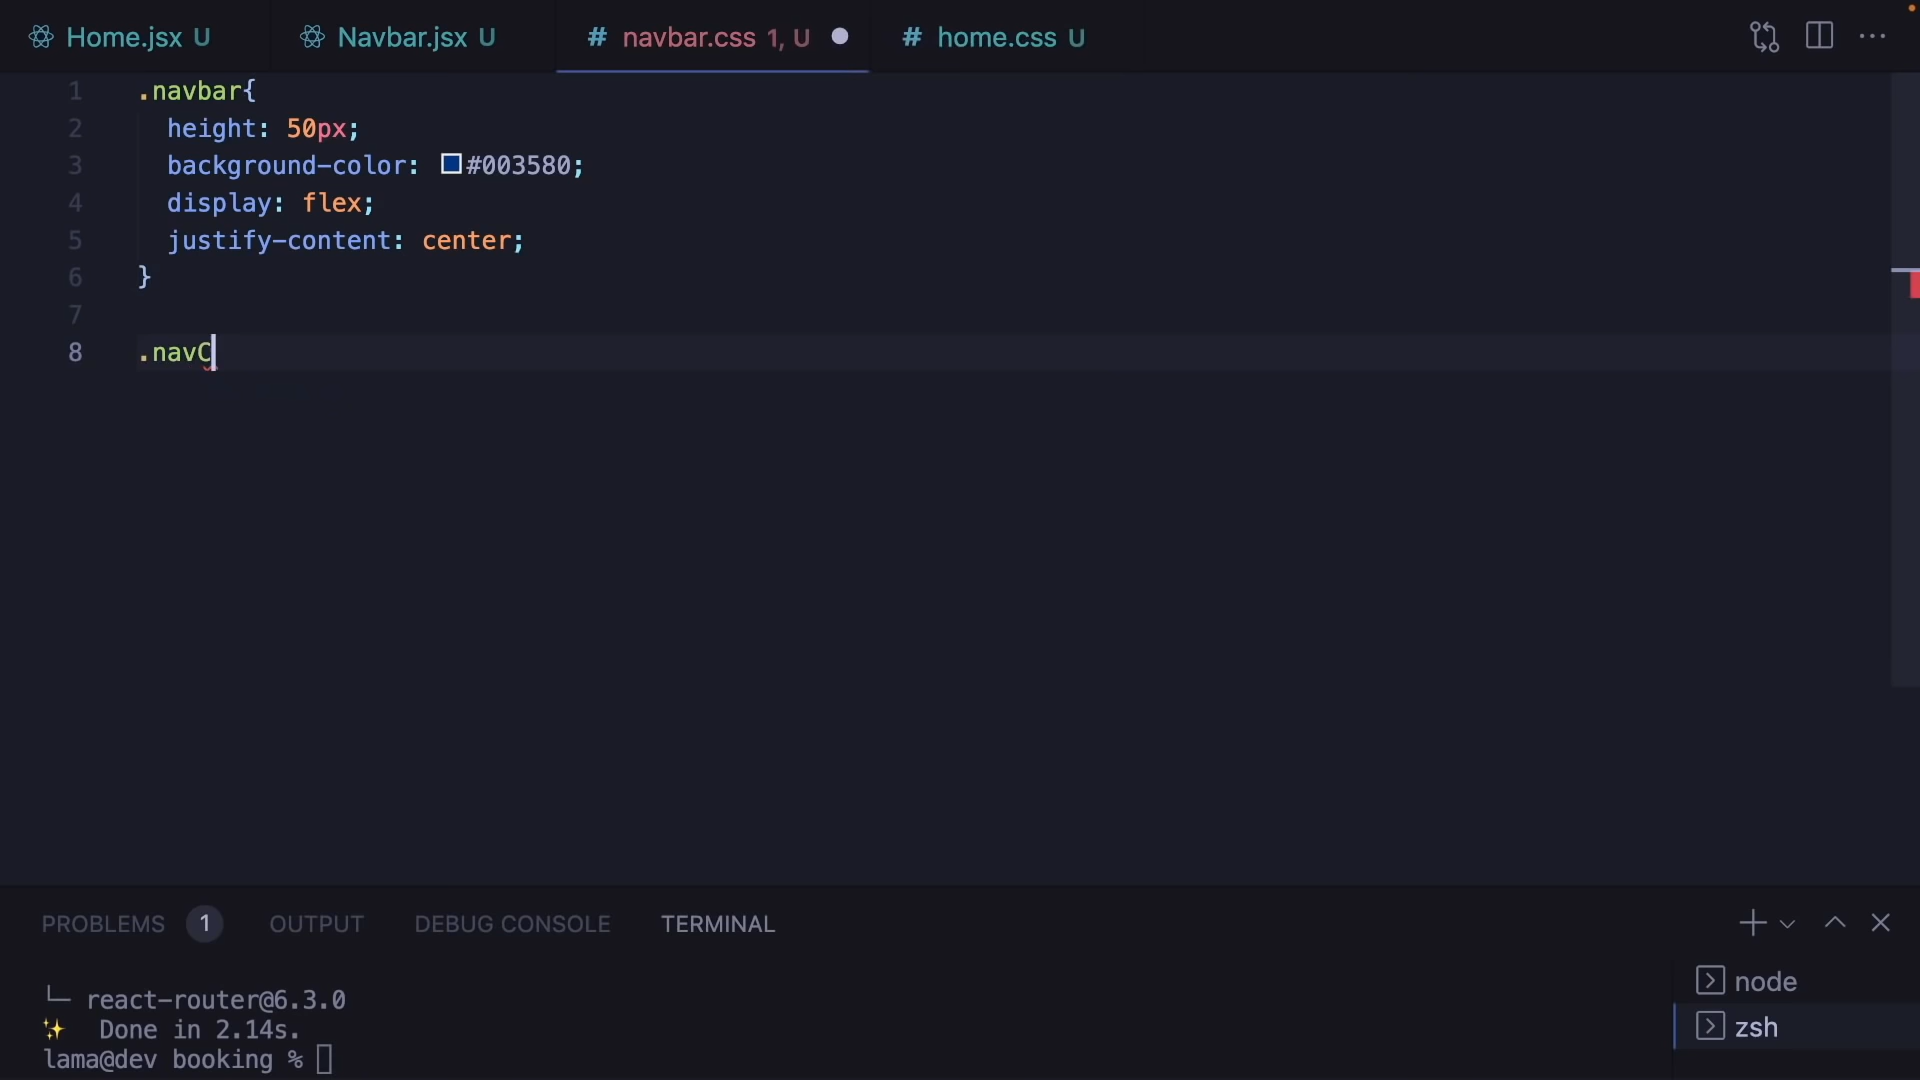 Home.jsx U
Navbar.jsx U
# navbar.css 1, U
# home.css U
1 .navbar{
2 height: 50px;
3 background-color: #003580;
4 display: flex;
5 justify-content: center;
6 }
7
8 .navC
PROBLEMS 1 OUTPUT DEBUG CONSOLE TERMINAL
└─ react-router@6.3.0
✨ Done in 2.14s.
lama@dev booking %
node
zsh